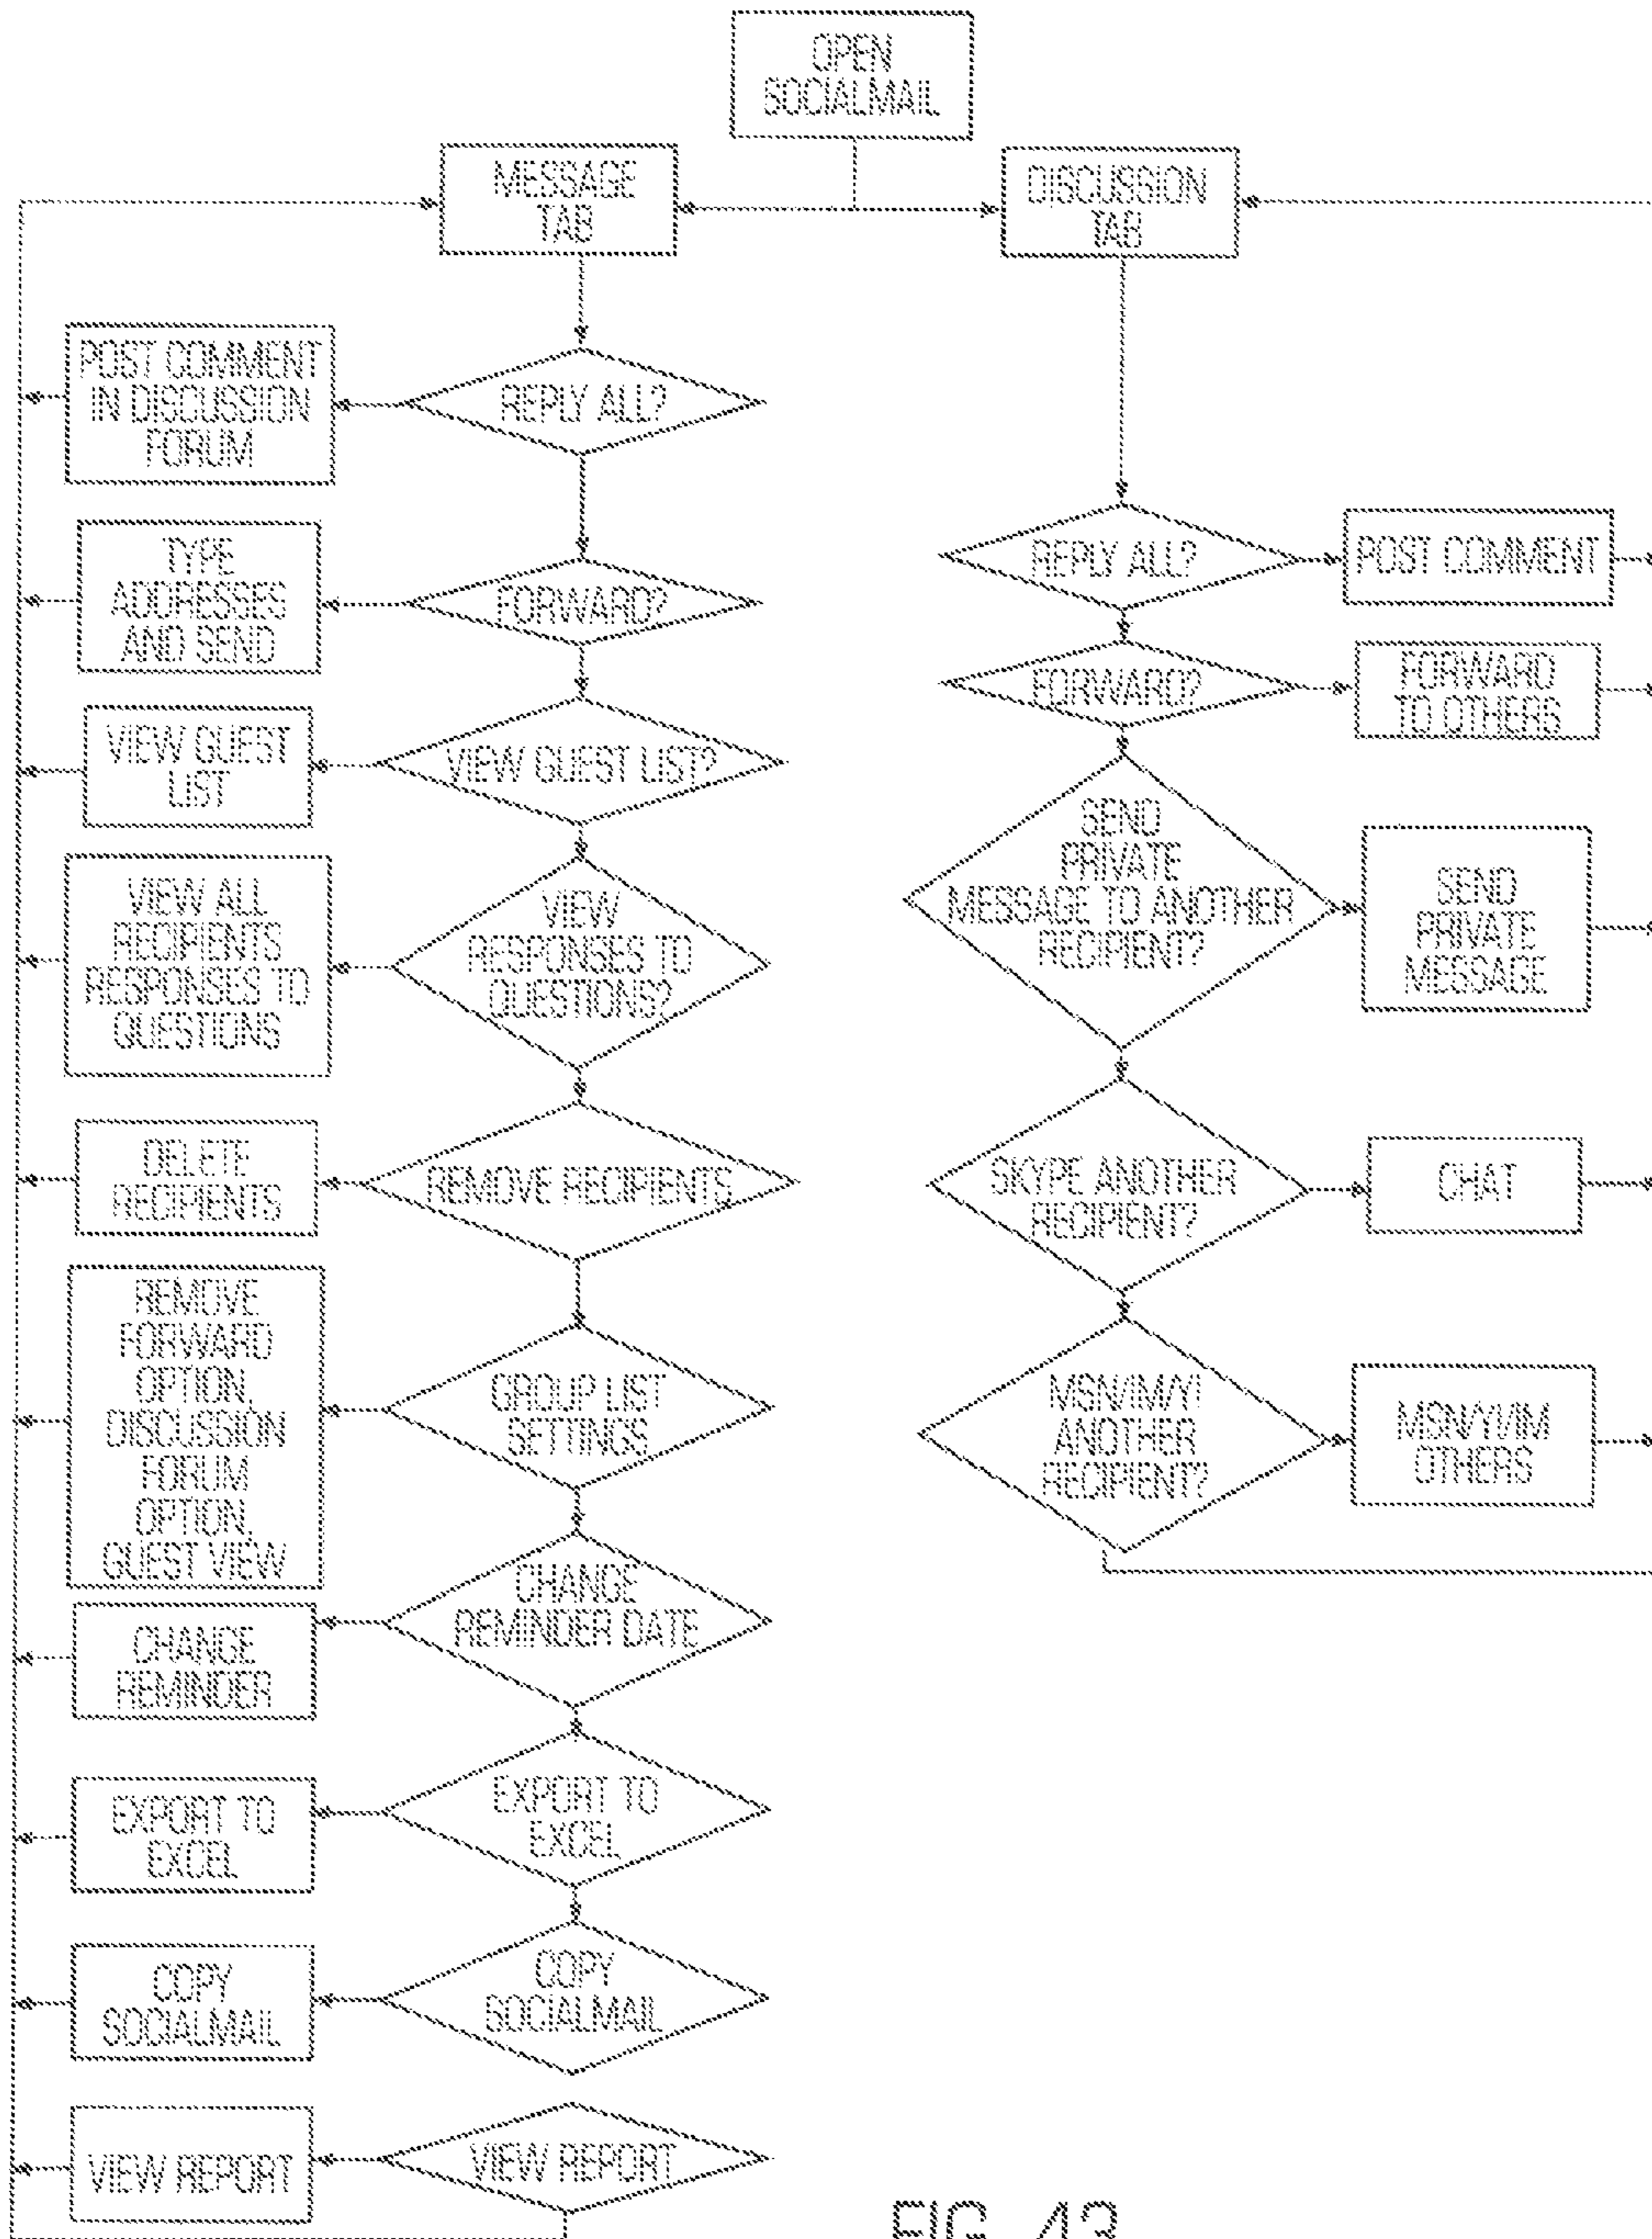 OPEN
SOCIALMAIL
MESSAGE
TAB
DISCUSSION
TAB
POST COMMENT
IN DISCUSSION
FORUM
REPLY ALL?
TYPE
ADDRESSES
AND SEND
FORWARD?
VIEW GUEST
LIST
VIEW GUEST LIST?
VIEW ALL
RECIPIENTS
RESPONSES TO
QUESTIONS
VIEW
RESPONSES TO
QUESTIONS?
DELETE
RECIPIENTS
REMOVE RECIPIENTS
REMOVE
FORWARD
OPTION,
DISCUSSION
FORUM
OPTION,
GUEST VIEW
GROUP LIST
SETTINGS
CHANGE
REMINDER
CHANGE
REMINDER DATE
EXPORT TO
EXCEL
EXPORT TO
EXCEL
COPY
SOCIALMAIL
COPY
SOCIALMAIL
VIEW REPORT
VIEW REPORT
REPLY ALL?
POST COMMENT
FORWARD?
FORWARD
TO OTHERS
SEND
PRIVATE
MESSAGE TO ANOTHER
RECIPIENT?
SEND
PRIVATE
MESSAGE
SKYPE ANOTHER
RECIPIENT?
CHAT
MSN/IM/Y!
ANOTHER
RECIPIENT?
MSN/Y!/IM
OTHERS
FIG. 43